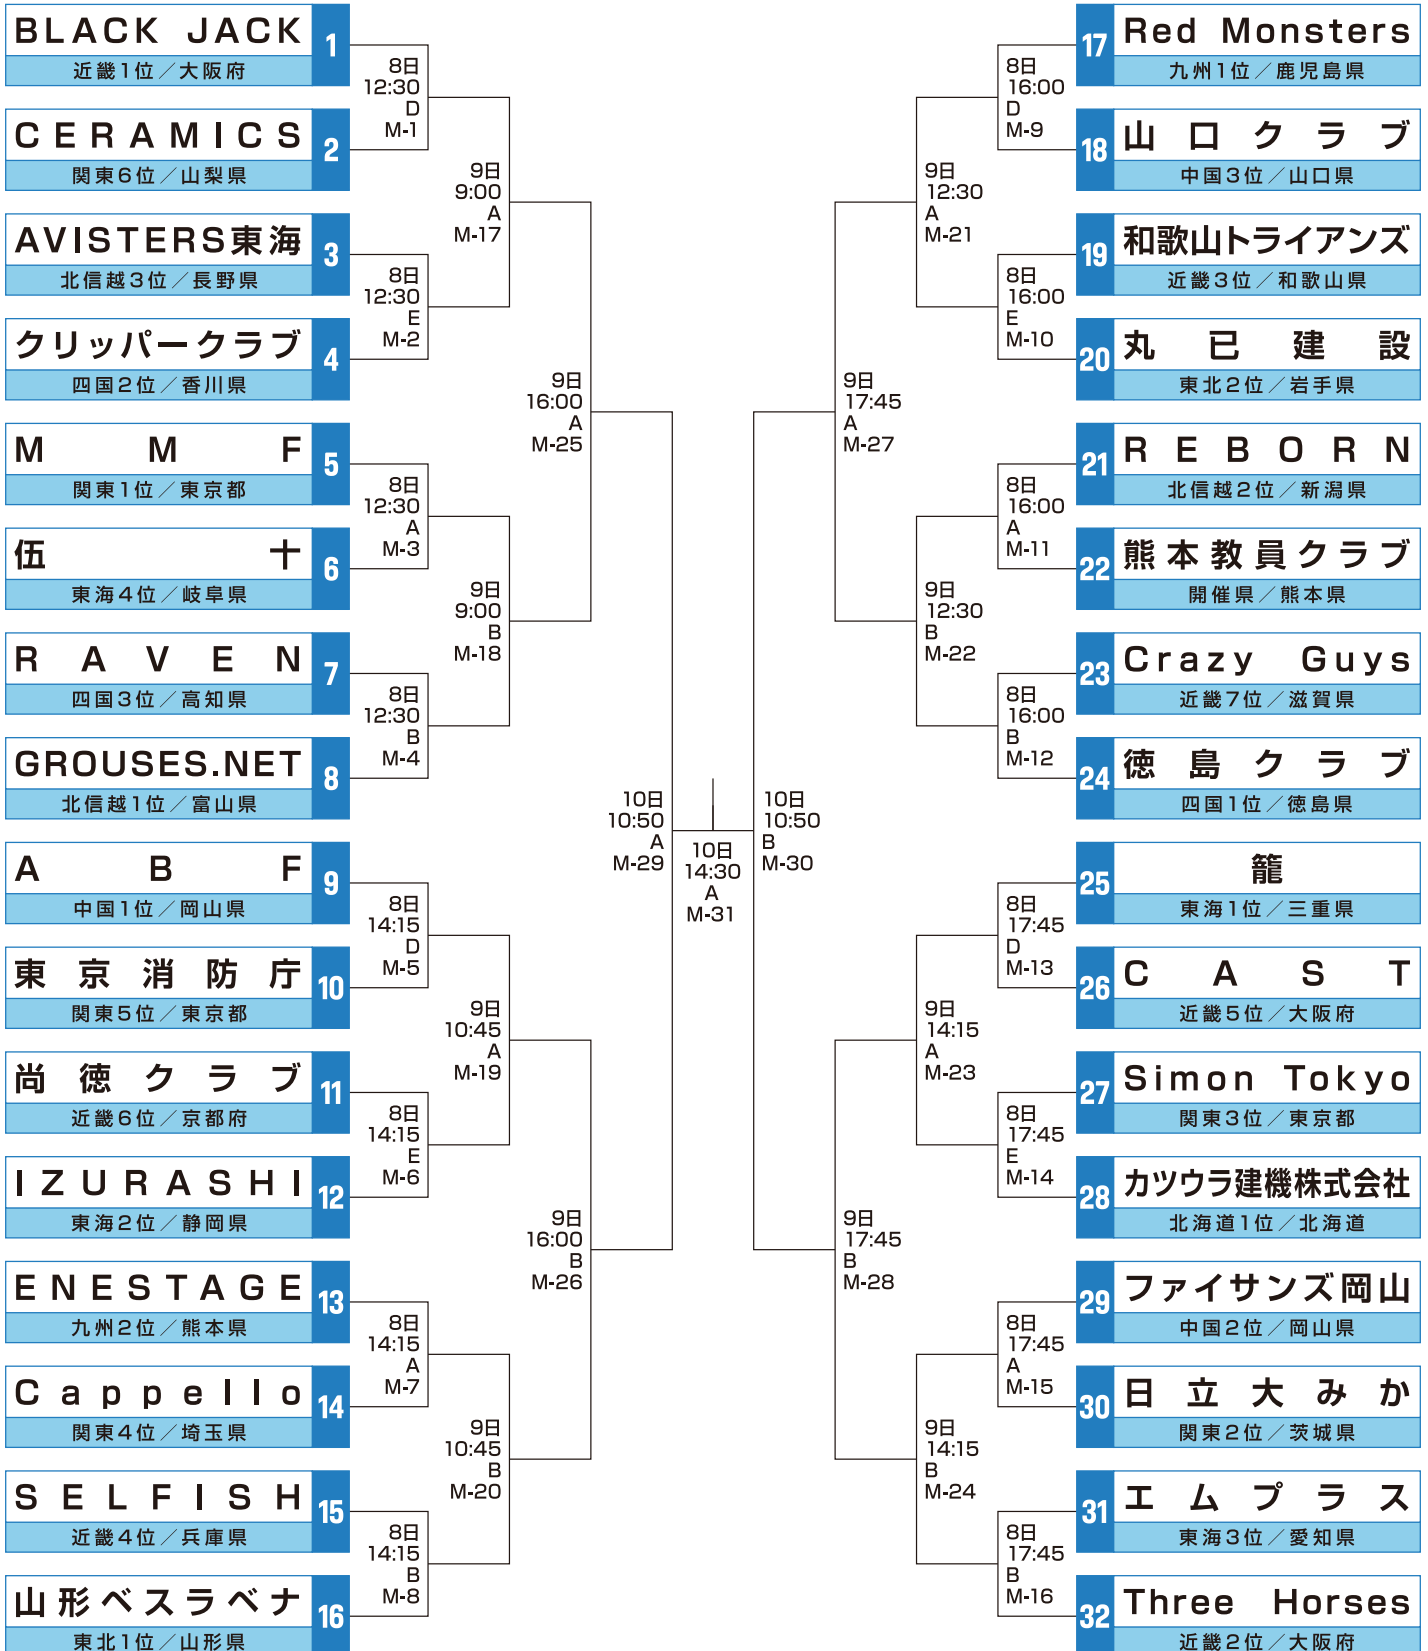 BLACK JACK
1
近畿1位／大阪府
CERAMICS
2
関東6位／山梨県
AVISTERS東海
3
北信越3位／長野県
クリッパークラブ
4
四国2位／香川県
MMF
5
関東1位／東京都
伍十
6
東海4位／岐阜県
RAVEN
7
四国3位／高知県
GROUSES.NET
8
北信越1位／富山県
ABF
9
中国1位／岡山県
東京消防庁
10
関東5位／東京都
尚徳クラブ
11
近畿6位／京都府
IZURASHI
12
東海2位／静岡県
ENESTAGE
13
九州2位／熊本県
Cappello
14
関東4位／埼玉県
SELFISH
15
近畿4位／兵庫県
山形ベスラベナ
16
東北1位／山形県
8日
12:30
D
M-1
8日
12:30
E
M-2
8日
12:30
A
M-3
8日
12:30
B
M-4
8日
14:15
D
M-5
8日
14:15
E
M-6
8日
14:15
A
M-7
8日
14:15
B
M-8
9日
9:00
A
M-17
9日
9:00
B
M-18
9日
10:45
A
M-19
9日
10:45
B
M-20
9日
16:00
A
M-25
9日
16:00
B
M-26
10日
10:50
A
M-29
10日
14:30
A
M-31
10日
10:50
B
M-30
9日
17:45
A
M-27
9日
17:45
B
M-28
9日
12:30
A
M-21
9日
12:30
B
M-22
9日
14:15
A
M-23
9日
14:15
B
M-24
8日
16:00
D
M-9
8日
16:00
E
M-10
8日
16:00
A
M-11
8日
16:00
B
M-12
8日
17:45
D
M-13
8日
17:45
E
M-14
8日
17:45
A
M-15
8日
17:45
B
M-16
17
Red Monsters
九州1位／鹿児島県
18
山口クラブ
中国3位／山口県
19
和歌山トライアンズ
近畿3位／和歌山県
20
丸已建設
東北2位／岩手県
21
REBORN
北信越2位／新潟県
22
熊本教員クラブ
開催県／熊本県
23
Crazy Guys
近畿7位／滋賀県
24
徳島クラブ
四国1位／徳島県
25
籠
東海1位／三重県
26
CAST
近畿5位／大阪府
27
Simon Tokyo
関東3位／東京都
28
カツウラ建機株式会社
北海道1位／北海道
29
ファイサンズ岡山
中国2位／岡山県
30
日立大みか
関東2位／茨城県
31
エムプラス
東海3位／愛知県
32
Three Horses
近畿2位／大阪府